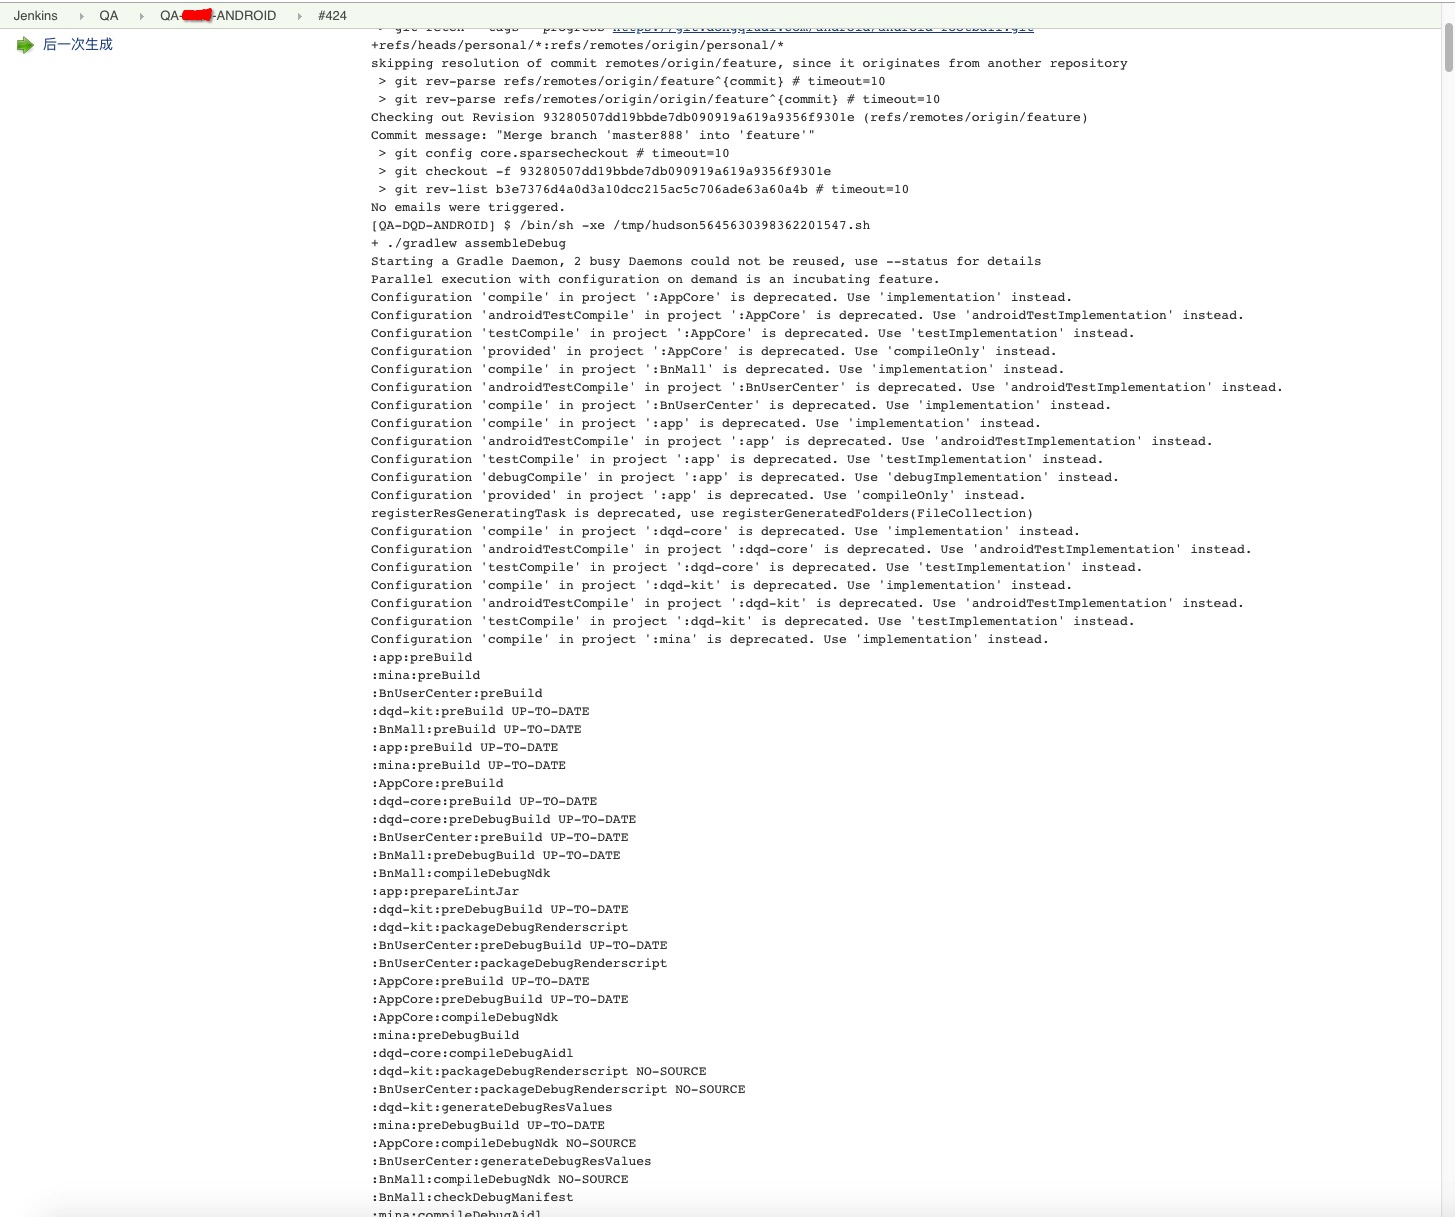 Jenkins QA QA- -ANDROID #424
后一次生成
> git fetch --tags --progress
+refs/heads/personal/*:refs/remotes/origin/personal/*
skipping resolution of commit remotes/origin/feature, since it originates from another repository
 > git rev-parse refs/remotes/origin/feature^{commit} # timeout=10
 > git rev-parse refs/remotes/origin/origin/feature^{commit} # timeout=10
Checking out Revision 93280507dd19bbde7db090919a619a9356f9301e (refs/remotes/origin/feature)
Commit message: "Merge branch 'master888' into 'feature'"
 > git config core.sparsecheckout # timeout=10
 > git checkout -f 93280507dd19bbde7db090919a619a9356f9301e
 > git rev-list b3e7376d4a0d3a10dcc215ac5c706ade63a60a4b # timeout=10
No emails were triggered.
[QA-DQD-ANDROID] $ /bin/sh -xe /tmp/hudson5645630398362201547.sh
+ ./gradlew assembleDebug
Starting a Gradle Daemon, 2 busy Daemons could not be reused, use --status for details
Parallel execution with configuration on demand is an incubating feature.
Configuration 'compile' in project ':AppCore' is deprecated. Use 'implementation' instead.
Configuration 'androidTestCompile' in project ':AppCore' is deprecated. Use 'androidTestImplementation' instead.
Configuration 'testCompile' in project ':AppCore' is deprecated. Use 'testImplementation' instead.
Configuration 'provided' in project ':AppCore' is deprecated. Use 'compileOnly' instead.
Configuration 'compile' in project ':BnMall' is deprecated. Use 'implementation' instead.
Configuration 'androidTestCompile' in project ':BnUserCenter' is deprecated. Use 'androidTestImplementation' instead.
Configuration 'compile' in project ':BnUserCenter' is deprecated. Use 'implementation' instead.
Configuration 'compile' in project ':app' is deprecated. Use 'implementation' instead.
Configuration 'androidTestCompile' in project ':app' is deprecated. Use 'androidTestImplementation' instead.
Configuration 'testCompile' in project ':app' is deprecated. Use 'testImplementation' instead.
Configuration 'debugCompile' in project ':app' is deprecated. Use 'debugImplementation' instead.
Configuration 'provided' in project ':app' is deprecated. Use 'compileOnly' instead.
registerResGeneratingTask is deprecated, use registerGeneratedFolders(FileCollection)
Configuration 'compile' in project ':dqd-core' is deprecated. Use 'implementation' instead.
Configuration 'androidTestCompile' in project ':dqd-core' is deprecated. Use 'androidTestImplementation' instead.
Configuration 'testCompile' in project ':dqd-core' is deprecated. Use 'testImplementation' instead.
Configuration 'compile' in project ':dqd-kit' is deprecated. Use 'implementation' instead.
Configuration 'androidTestCompile' in project ':dqd-kit' is deprecated. Use 'androidTestImplementation' instead.
Configuration 'testCompile' in project ':dqd-kit' is deprecated. Use 'testImplementation' instead.
Configuration 'compile' in project ':mina' is deprecated. Use 'implementation' instead.
:app:preBuild
:mina:preBuild
:BnUserCenter:preBuild
:dqd-kit:preBuild UP-TO-DATE
:BnMall:preBuild UP-TO-DATE
:app:preBuild UP-TO-DATE
:mina:preBuild UP-TO-DATE
:AppCore:preBuild
:dqd-core:preBuild UP-TO-DATE
:dqd-core:preDebugBuild UP-TO-DATE
:BnUserCenter:preBuild UP-TO-DATE
:BnMall:preDebugBuild UP-TO-DATE
:BnMall:compileDebugNdk
:app:prepareLintJar
:dqd-kit:preDebugBuild UP-TO-DATE
:dqd-kit:packageDebugRenderscript
:BnUserCenter:preDebugBuild UP-TO-DATE
:BnUserCenter:packageDebugRenderscript
:AppCore:preBuild UP-TO-DATE
:AppCore:preDebugBuild UP-TO-DATE
:AppCore:compileDebugNdk
:mina:preDebugBuild
:dqd-core:compileDebugAidl
:dqd-kit:packageDebugRenderscript NO-SOURCE
:BnUserCenter:packageDebugRenderscript NO-SOURCE
:dqd-kit:generateDebugResValues
:mina:preDebugBuild UP-TO-DATE
:AppCore:compileDebugNdk NO-SOURCE
:BnUserCenter:generateDebugResValues
:BnMall:compileDebugNdk NO-SOURCE
:BnMall:checkDebugManifest
:mina:compileDebugAidl